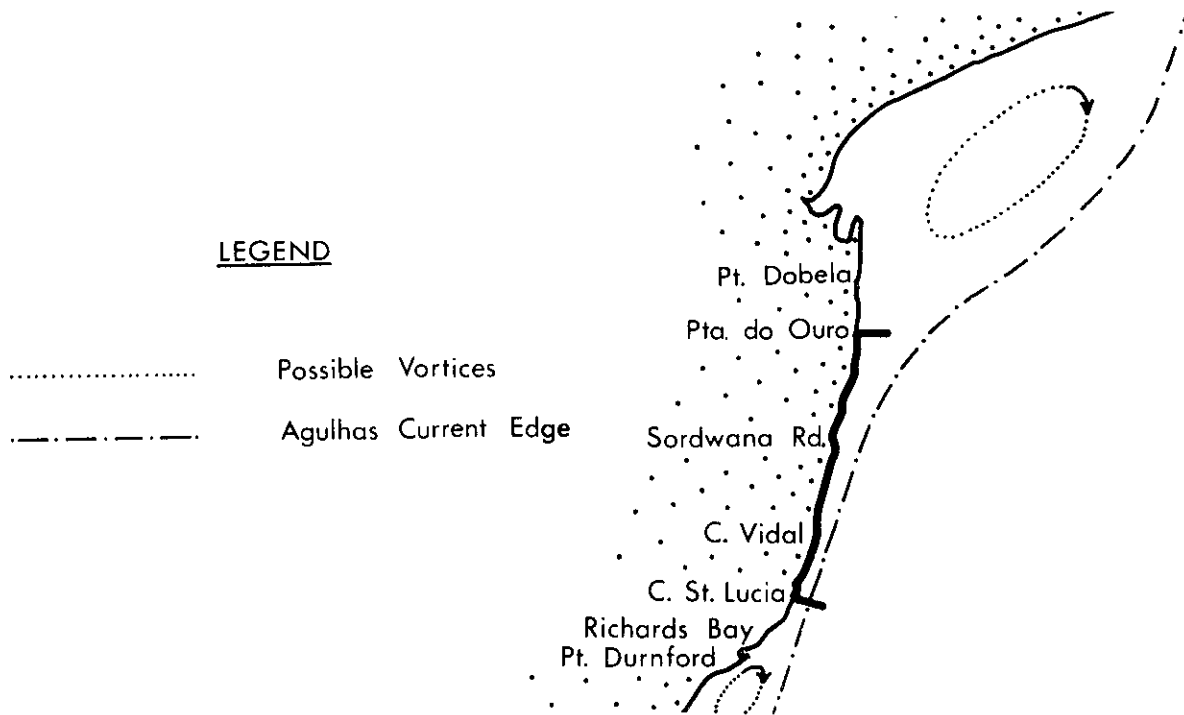 LEGEND
Possible Vortices
Agulhas Current Edge
Pt. Dobela
Pta. do Ouro
Sordwana Rd.
C. Vidal
C. St. Lucia
Richards Bay
Pt. Durnford